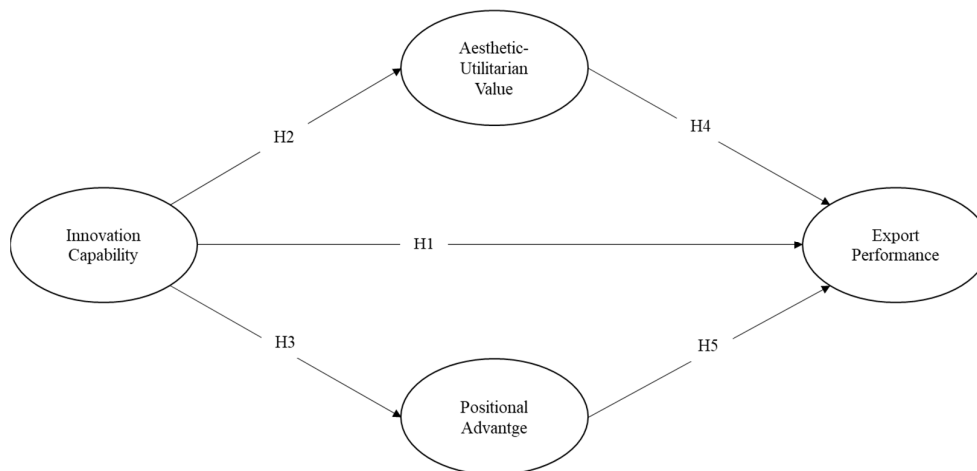 Aesthetic-
Utilitarian
Value
H2
H4
Innovation
Capability
H1
Export
Performance
H3
H5
Positional
Advantge